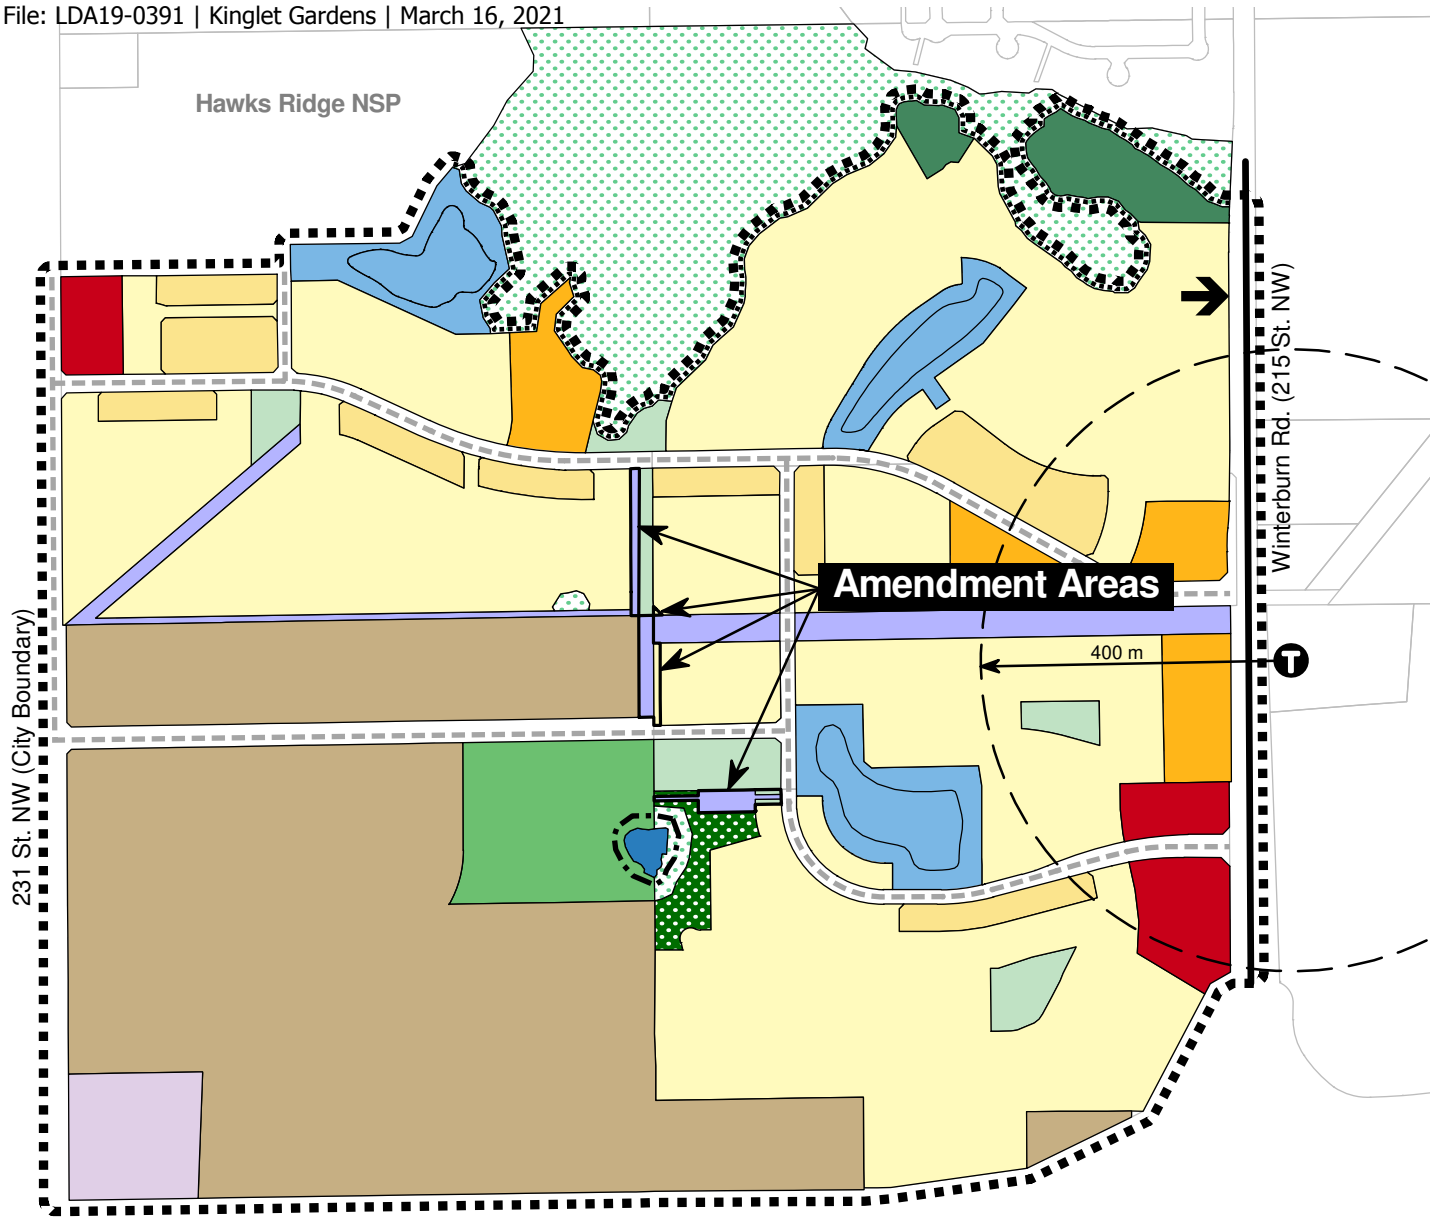 File: LDA19-0391 | Kinglet Gardens | March 16, 2021
Hawks Ridge NSP
Winterburn Rd. (215 St. NW)
Amendment Areas
400 m
T
231 St. NW (City Boundary)